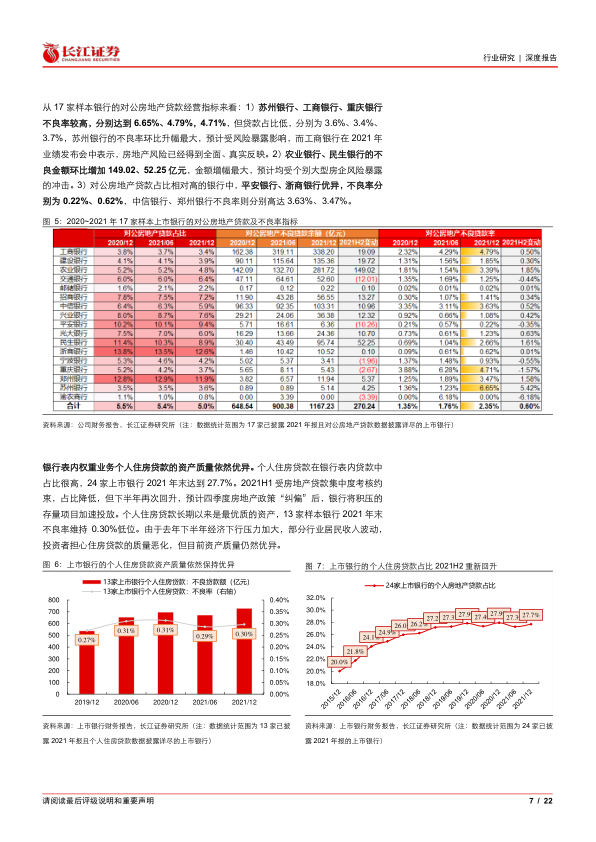 长江证券
CHANGJIANG SECURITIES
行业研究 | 深度报告
从 17 家样本银行的对公房地产贷款经营指标来看：1）苏州银行、工商银行、重庆银行
不良率较高，分别达到 6.65%、4.79%，4.71%，但贷款占比低，分别为 3.6%、3.4%、
3.7%，苏州银行的不良率环比升幅最大，预计受风险暴露影响，而工商银行在 2021 年
业绩发布会中表示，房地产风险已经得到全面、真实反映。2）农业银行、民生银行的不
良金额环比增加 149.02、52.25 亿元，金额增幅最大，预计均受个别大型房企风险暴露
的冲击。3）对公房地产贷款占比相对高的银行中，平安银行、浙商银行优异，不良率分
别为 0.22%、0.62%，中信银行、郑州银行不良率则分别高达 3.63%、3.47%。
图 5：2020~2021 年 17 家样本上市银行的对公房地产贷款及不良率指标
对公房地产贷款占比 对公房地产不良贷款余额（亿元） 对公房地产不良贷款率
2020/12 2021/06 2021/12 2020/12 2021/06 2021/12 2021H2变动 2020/12 2021/06 2021/12 2021H2变动
工商银行 3.8% 3.7% 3.4% 162.38 319.11 338.20 19.09 2.32% 4.29% 4.79% 0.50%
建设银行 4.1% 4.1% 3.9% 90.11 115.64 135.36 19.72 1.31% 1.56% 1.85% 0.30%
农业银行 5.2% 5.2% 4.8% 142.09 132.70 281.72 149.02 1.81% 1.54% 3.39% 1.85%
交通银行 6.0% 6.0% 6.4% 47.11 64.61 52.60 (12.01) 1.35% 1.69% 1.25% -0.44%
邮储银行 1.6% 2.1% 2.2% 0.17 0.12 0.22 0.10 0.02% 0.01% 0.02% 0.01%
招商银行 7.8% 7.5% 7.2% 11.90 43.28 56.55 13.27 0.30% 1.07% 1.41% 0.34%
中信银行 6.4% 6.3% 5.9% 96.33 92.35 103.31 10.96 3.35% 3.11% 3.63% 0.52%
兴业银行 8.0% 8.7% 7.6% 29.21 24.06 36.38 12.32 0.92% 0.66% 1.08% 0.42%
平安银行 10.2% 10.1% 9.4% 5.71 16.61 6.36 (10.26) 0.21% 0.57% 0.22% -0.35%
光大银行 7.5% 7.0% 6.0% 16.29 13.66 24.36 10.70 0.73% 0.61% 1.23% 0.63%
民生银行 11.4% 10.3% 8.9% 30.40 43.49 95.74 52.25 0.69% 1.04% 2.66% 1.61%
浙商银行 13.8% 13.5% 12.6% 1.46 10.42 10.52 0.10 0.09% 0.61% 0.62% 0.01%
宁波银行 5.3% 4.6% 4.2% 5.02 5.37 3.41 (1.96) 1.37% 1.48% 0.93% -0.55%
重庆银行 5.2% 4.2% 3.7% 5.65 8.11 5.43 (2.67) 3.88% 6.28% 4.71% -1.57%
郑州银行 12.8% 12.9% 11.9% 3.82 6.57 11.94 5.37 1.25% 1.89% 3.47% 1.58%
苏州银行 3.5% 3.5% 3.6% 0.89 0.89 5.14 4.25 1.36% 1.23% 6.65% 5.42%
渝农商行 1.1% 1.0% 0.8% 0.00 3.39 0.00 (3.39) 0.00% 6.18% 0.00% -6.18%
合计 5.5% 5.4% 5.0% 648.54 900.38 1167.23 270.24 1.35% 1.76% 2.35% 0.60%
资料来源：公司财务报告，长江证券研究所（注：数据统计范围为 17 家已披露 2021 年报且对公房地产贷款数据披露详尽的上市银行）
银行表内权重业务个人住房贷款的资产质量依然优异。个人住房贷款在银行表内贷款中
占比很高，24 家上市银行 2021 年末达到 27.7%。2021H1 受房地产贷款集中度考核约
束，占比降低，但下半年再次回升，预计四季度房地产政策“纠偏”后，银行将积压的
存量项目加速投放。个人住房贷款长期以来是最优质的资产，13 家样本银行 2021 年末
不良率维持 0.30%低位。由于去年下半年经济下行压力加大，部分行业居民收入波动，
投资者担心住房贷款的质量恶化，但目前资产质量仍然优异。
图 6：上市银行的个人住房贷款资产质量依然保持优异
13家上市银行个人住房贷款：不良贷款额（亿元）
13家上市银行个人住房贷款：不良率（右轴）
800 0.40%
700 0.35%
600 0.30%
500 0.25%
400 0.20%
300 0.15%
200 0.10%
100 0.05%
0 0.00%
0.27% 0.31% 0.31% 0.29% 0.30%
2019/12 2020/06 2020/12 2021/06 2021/12
资料来源：上市银行财务报告，长江证券研究所（注：数据统计范围为 13 家已披
露 2021 年报且个人住房贷款数据披露详尽的上市银行）
图 7：上市银行的个人住房贷款占比 2021H2 重新回升
24家上市银行的个人房地产贷款占比
32.0%
30.0%
28.0%
26.0%
24.0%
22.0%
20.0%
18.0%
20.0% 21.8% 24.1% 24.9% 26.0% 26.2% 27.2 27.3 27.9 27.4 27.9 27.3 27.7%
2015/12 2016/06 2016/12 2017/06 2017/12 2018/06 2018/12 2019/06 2019/12 2020/06 2020/12 2021/06 2021/12
资料来源：上市银行财务报告，长江证券研究所（注：数据统计范围为 24 家已披
露 2021 年报的上市银行）
请阅读最后评级说明和重要声明
7 / 22